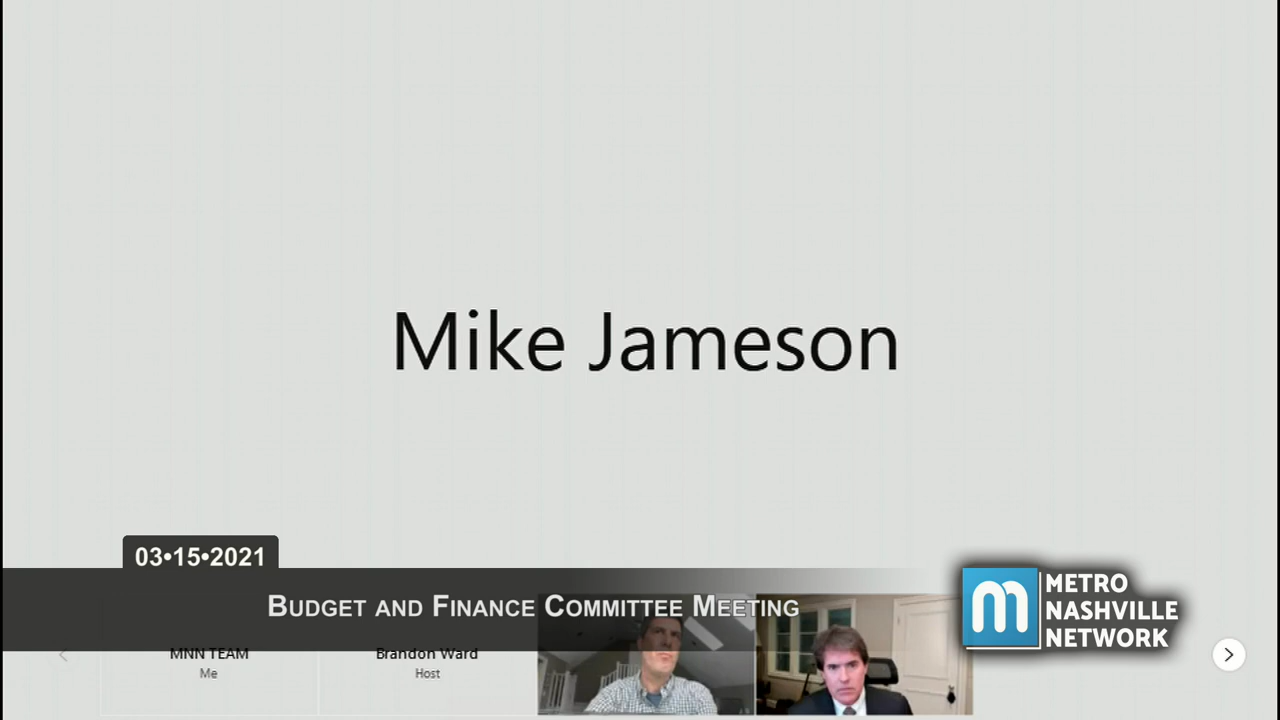 Mike Jameson
03•15•2021
BUDGET AND FINANCE COMMITTEE MEETING
METRO
NASHVILLE
NETWORK
MNN TEAM
Me
Brandon Ward
Host